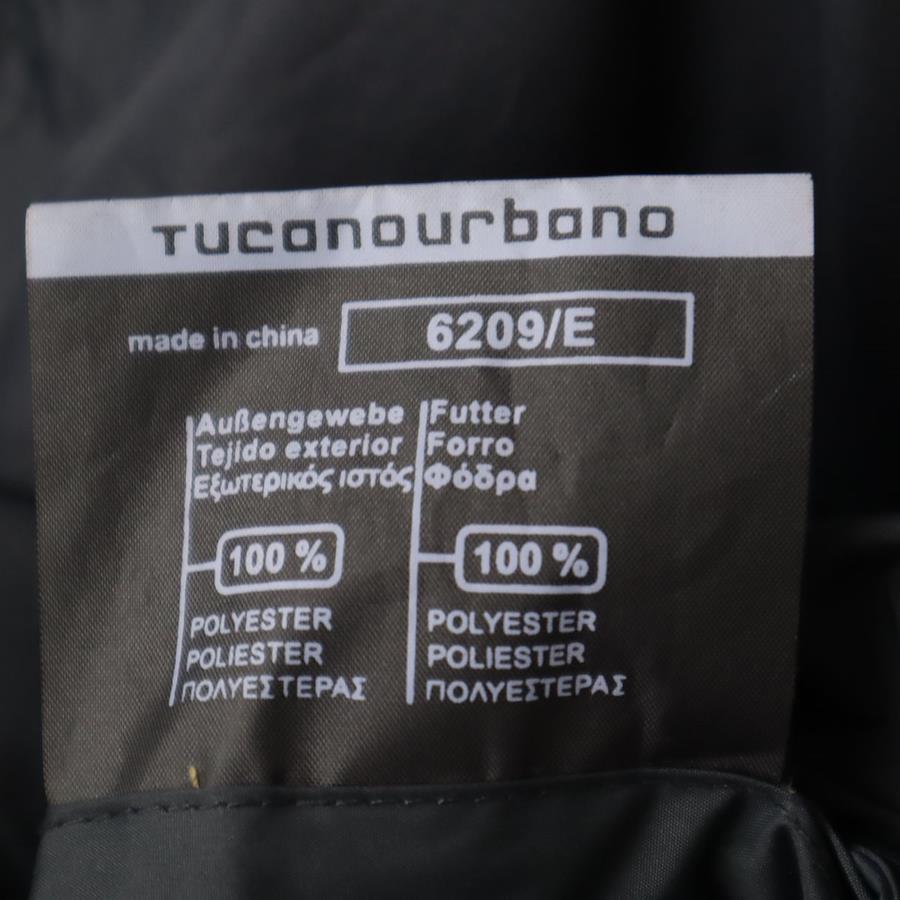 Tucanourbano
made in china
6209/E
Außengewebe
Tejido exterior
Εξωτερικός ιστός
100 %
POLYESTER
POLIESTER
ΠΟΛΥΕΣΤΕΡΑΣ
Futter
Forro
Φόδρα
100 %
POLYESTER
POLIESTER
ΠΟΛΥΕΣΤΕΡΑΣ